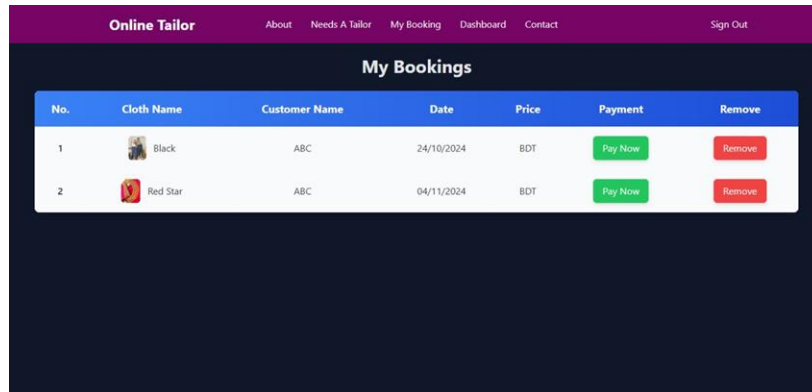 Online Tailor About Needs A Tailor My Booking Dashboard Contact Sign Out
My Bookings
No. Cloth Name Customer Name Date Price Payment Remove
1 Black ABC 24/10/2024 BDT Pay Now Remove
2 Red Star ABC 04/11/2024 BDT Pay Now Remove